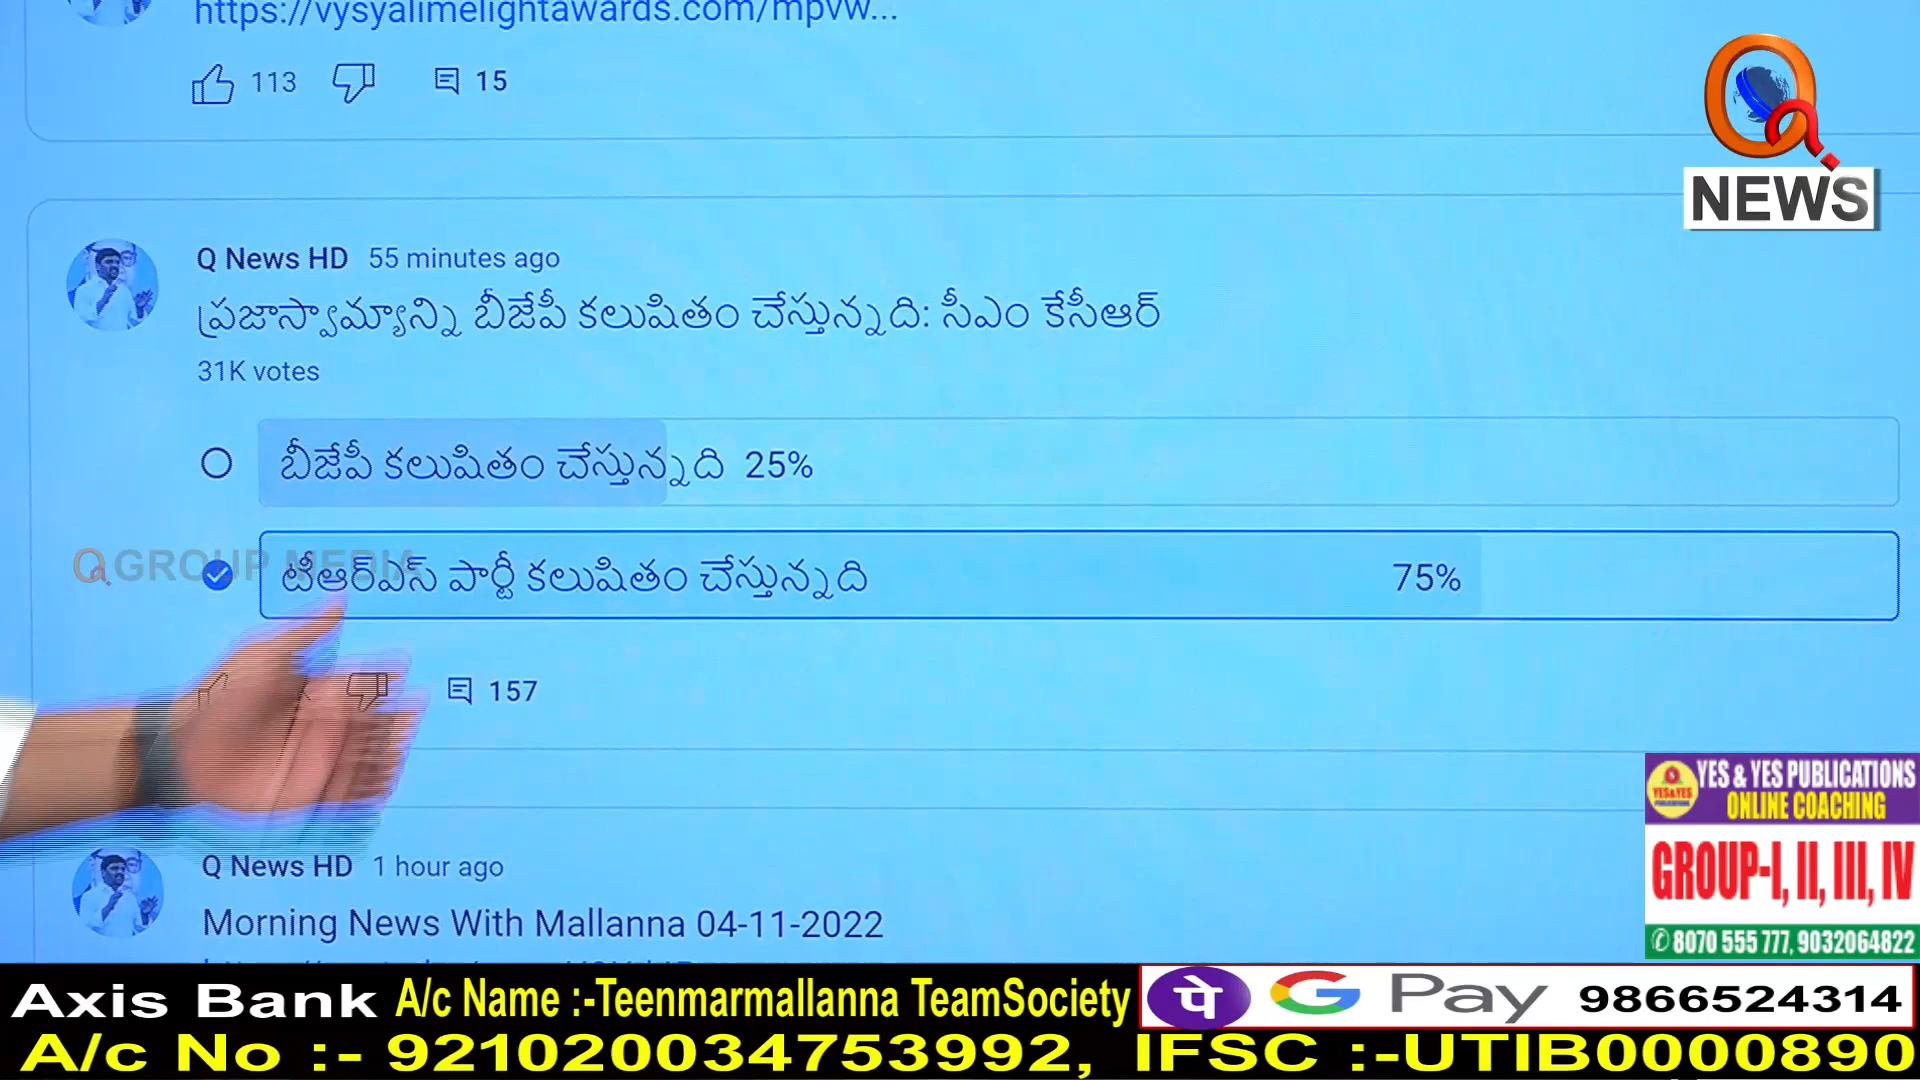 https://vysyalimelightawards.com/mpvw...
113 15
NEWS
Q News HD 55 minutes ago
ప్రజాస్వామ్యాన్ని బీజేపీ కలుషితం చేస్తున్నది: సీఎం కేసీఆర్
31K votes
బీజేపీ కలుషితం చేస్తున్నది 25%
Q GROUP MEDIA
టీఆర్ఎస్ పార్టీ కలుషితం చేస్తున్నది 75%
157
YES & YES PUBLICATIONS
ONLINE COACHING
GROUP-I, II, III, IV
8070 555 777, 9032064822
Q News HD 1 hour ago
Morning News With Mallanna 04-11-2022
Axis Bank A/c Name :-Teenmarmallanna TeamSociety पे G Pay 9866524314
A/c No :- 921020034753992, IFSC :-UTIB0000890